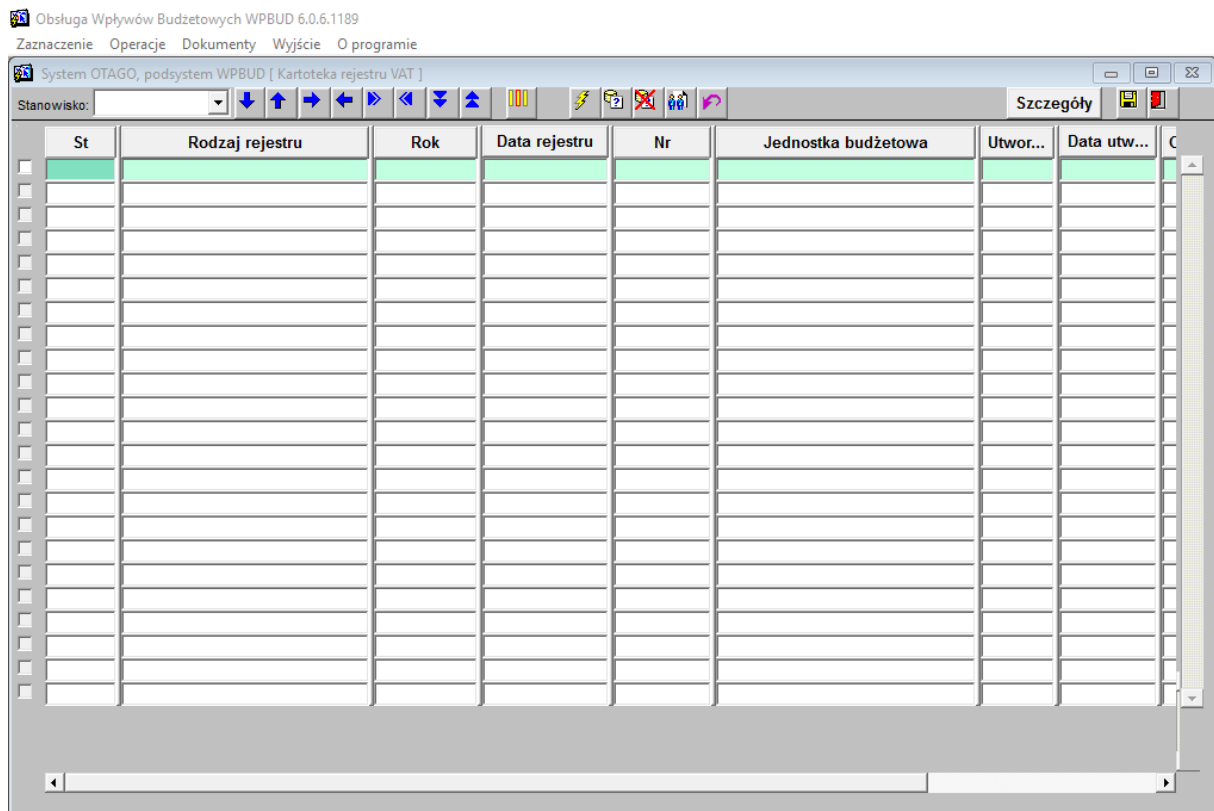 Obsługa Wpływów Budżetowych WPBUD 6.0.6.1189
Zaznaczenie Operacje Dokumenty Wyjście O programie
System OTAGO, podsystem WPBUD [ Kartoteka rejestru VAT ]
Stanowisko: Szczegóły
St Rodzaj rejestru Rok Data rejestru Nr Jednostka budżetowa Utwor... Data utw...